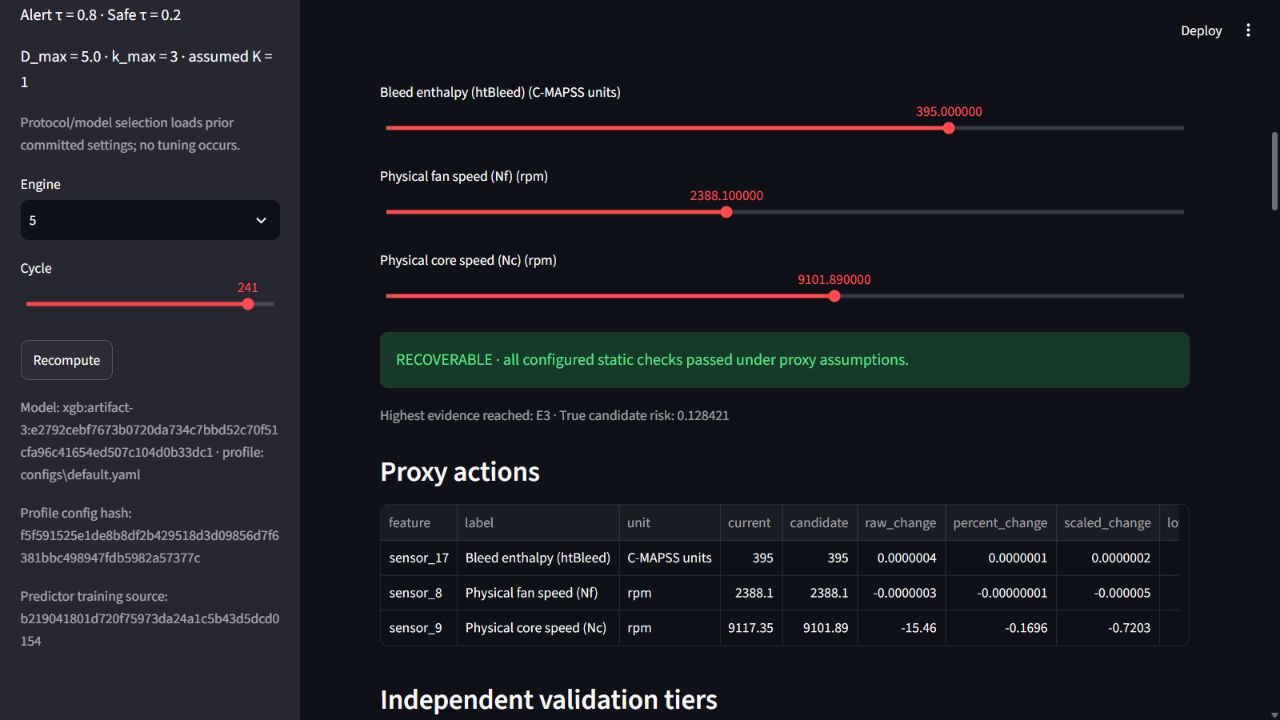 Alert τ = 0.8 · Safe τ = 0.2
D_max = 5.0 · k_max = 3 · assumed K =
1
Protocol/model selection loads prior
committed settings; no tuning occurs.
Engine
5
Cycle
241
Recompute
Model: xgb:artifact-
3:e2792cebf7673b0720da734c7bbd52c70f51
cfa96c41654ed507c104d0b33dc1 · profile:
configs\default.yaml
Profile config hash:
f5f591525e1de8b8df2b429518d3d09856d7f6
381bbc498947fdb5982a57377c
Predictor training source:
b219041801d720f75973da24a1c5b43d5dcd0
154
Deploy
Bleed enthalpy (htBleed) (C-MAPSS units)
395.000000
Physical fan speed (Nf) (rpm)
2388.100000
Physical core speed (Nc) (rpm)
9101.890000
RECOVERABLE · all configured static checks passed under proxy assumptions.
Highest evidence reached: E3 · True candidate risk: 0.128421
Proxy actions
feature label unit current candidate raw_change percent_change scaled_change lo
sensor_17 Bleed enthalpy (htBleed) C-MAPSS units 395 395 0.0000004 0.0000001 0.0000002
sensor_8 Physical fan speed (Nf) rpm 2388.1 2388.1 -0.0000003 -0.00000001 -0.000005
sensor_9 Physical core speed (Nc) rpm 9117.35 9101.89 -15.46 -0.1696 -0.7203
Independent validation tiers